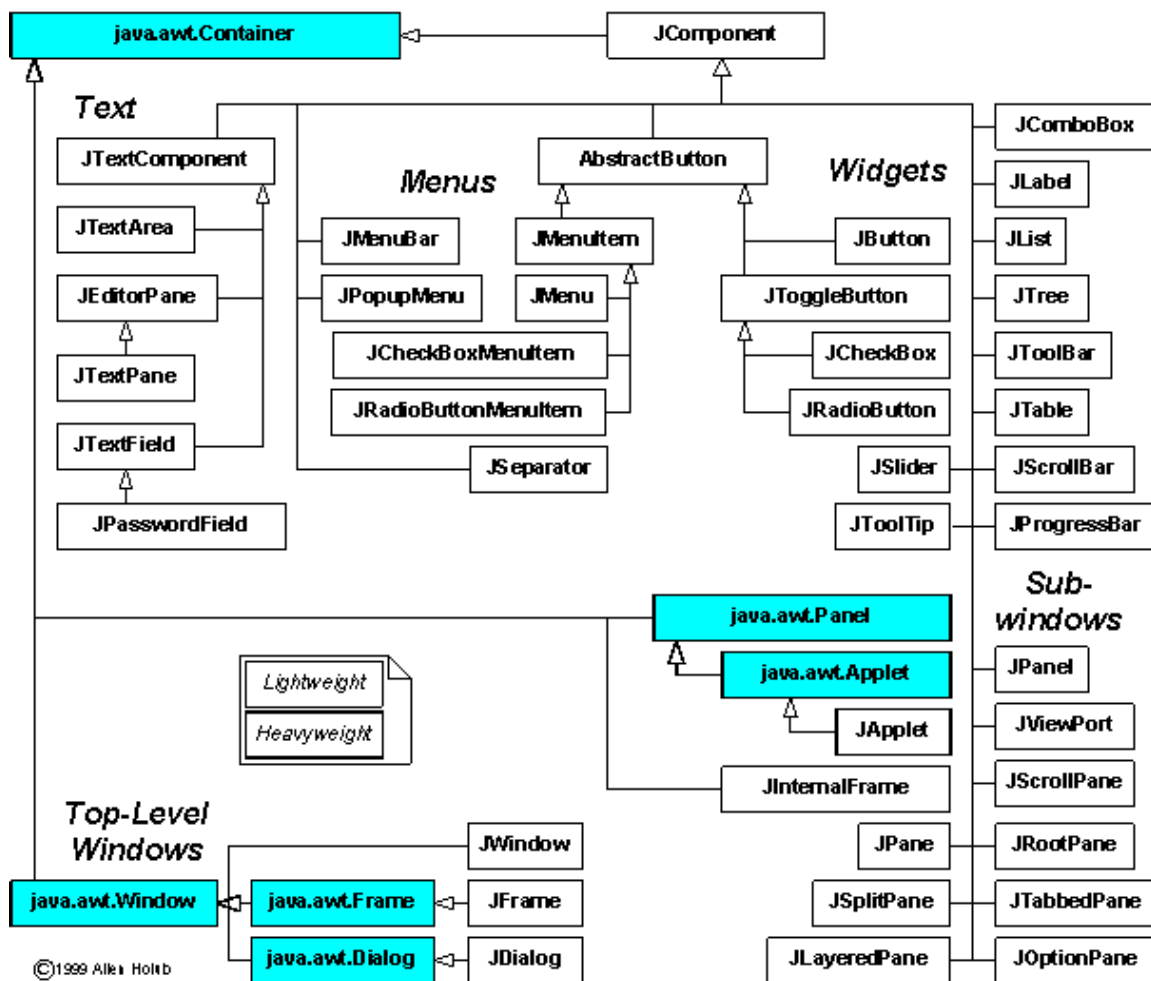 java.awt.Container
JComponent
Text
JComboBox
JTextComponent
AbstractButton
Menus
Widgets
JLabel
JTextArea
JMenuBar
JMenuItem
JButton
JList
JEditorPane
JPopupMenu
JMenu
JToggleButton
JTree
JCheckBoxMenuItem
JCheckBox
JToolBar
JTextPane
JRadioButtonMenuItem
JRadioButton
JTable
JTextField
JSeparator
JSlider
JScrollBar
JPasswordField
JToolTip
JProgressBar
Sub-
windows
java.awt.Panel
java.awt.Applet
JPanel
Lightweight
Heavyweight
JApplet
JViewPort
JInternalFrame
JScrollPane
Top-Level
Windows
JWindow
JPane
JRootPane
java.awt.Window
java.awt.Frame
JFrame
JSplitPane
JTabbedPane
java.awt.Dialog
JDialog
JLayeredPane
JOptionPane
©1999 Allen Holub